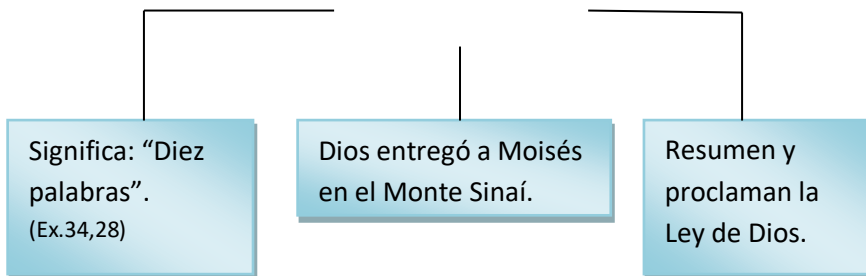 Significa: “Diez
palabras”.
(Ex.34,28)
Dios entregó a Moisés
en el Monte Sinaí.
Resumen y
proclaman la
Ley de Dios.